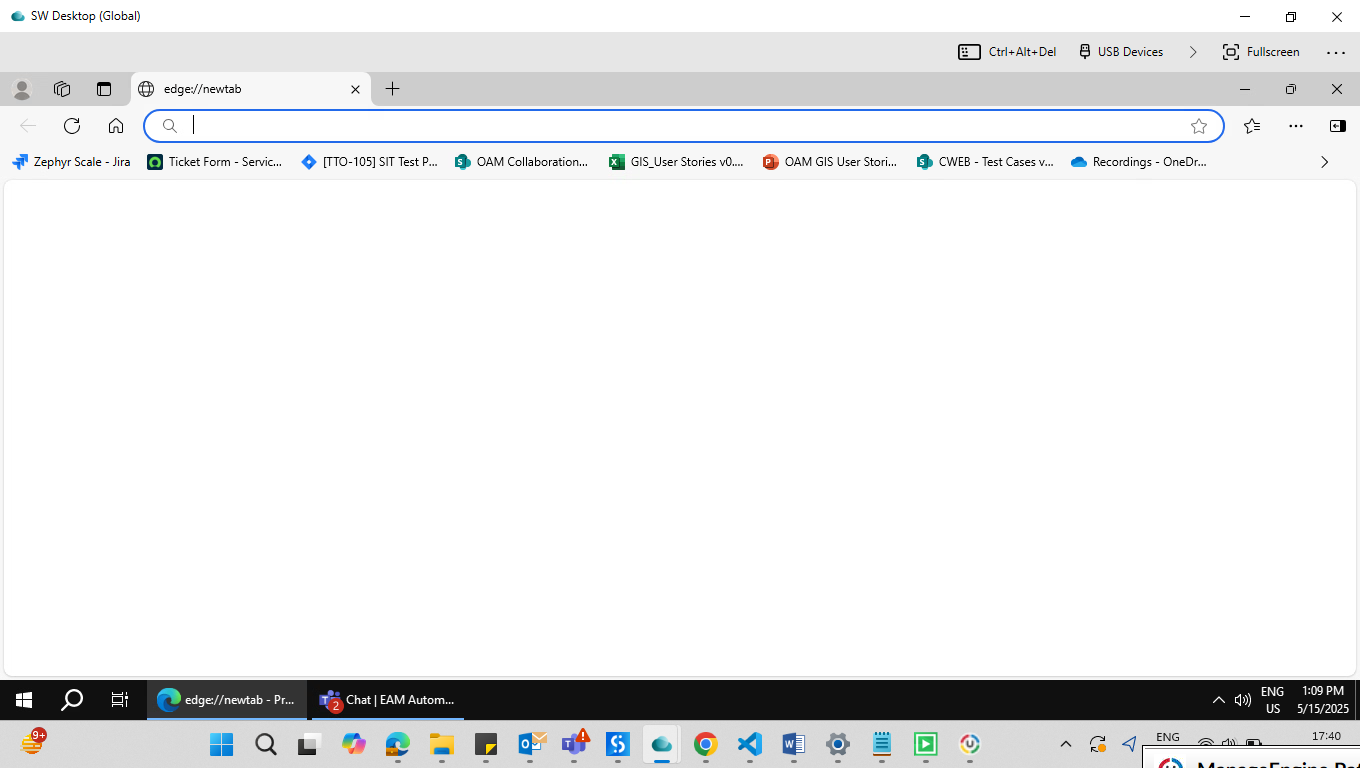 SW Desktop (Global)
Ctrl+Alt+Del
USB Devices
Fullscreen
edge://newtab
Zephyr Scale - Jira
Ticket Form - Servic...
[TTO-105] SIT Test P...
OAM Collaboration...
GIS_User Stories v0....
OAM GIS User Stori...
CWEB - Test Cases v...
Recordings - OneDr...
edge://newtab - Pr...
2
Chat | EAM Autom...
ENG
US
1:09 PM
5/15/2025
9+
ENG
17:40